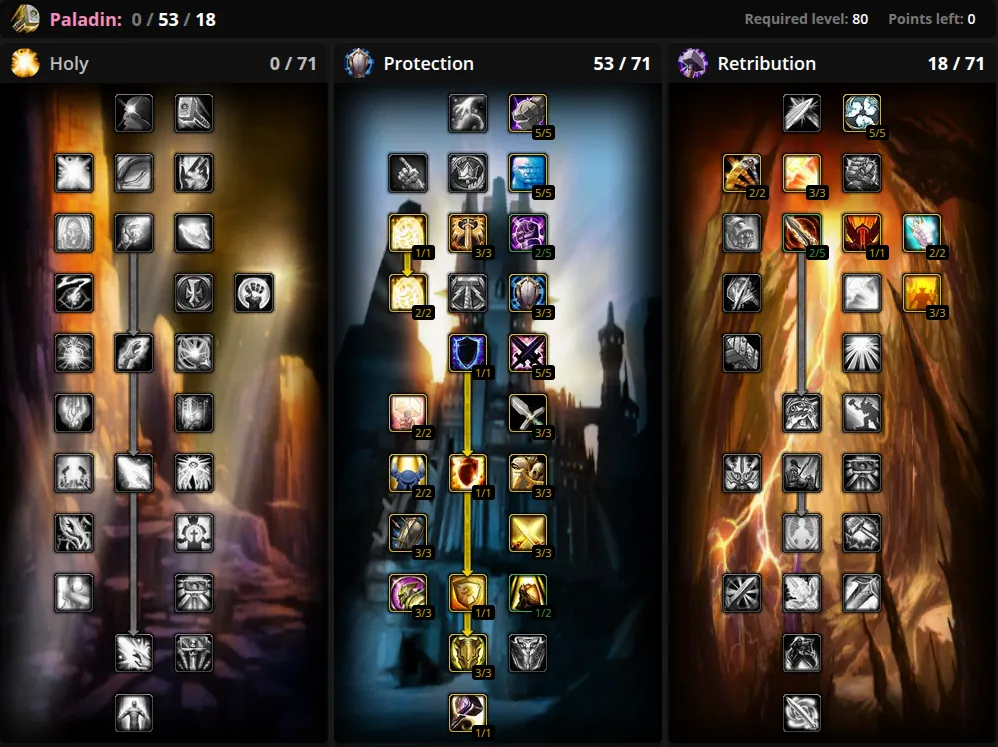 Paladin: 0 / 53 / 18 Required level: 80 Points left: 0
Holy 0 / 71 Protection 53 / 71 Retribution 18 / 71
5/5 5/5
5/5 2/2 3/3
1/1 3/3 2/5 2/5 1/1 2/2
2/2 3/3 3/3
1/1 5/5
2/2 3/3
2/2 1/1 3/3
3/3 3/3
3/3 1/1 1/2
3/3
1/1